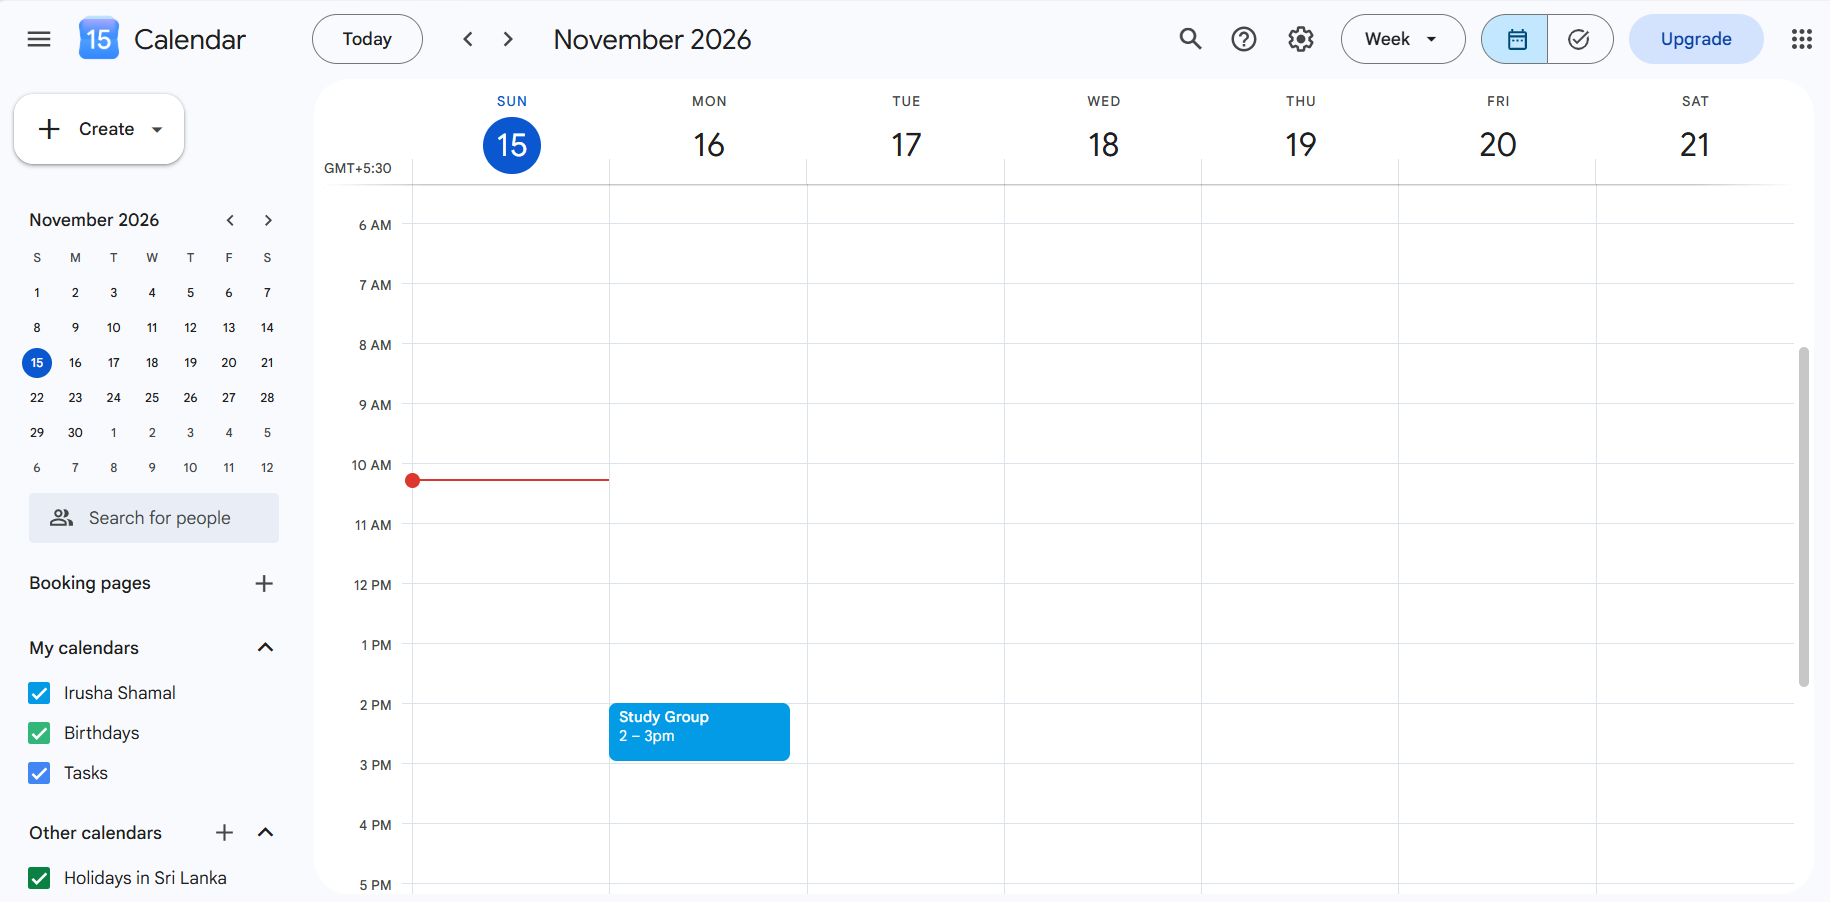 15 Calendar Today November 2026 Week Upgrade
Create
November 2026
S M T W T F S
1 2 3 4 5 6 7
8 9 10 11 12 13 14
15 16 17 18 19 20 21
22 23 24 25 26 27 28
29 30 1 2 3 4 5
6 7 8 9 10 11 12
Search for people
Booking pages
My calendars
Irusha Shamal
Birthdays
Tasks
Other calendars
Holidays in Sri Lanka
SUN MON TUE WED THU FRI SAT
15 16 17 18 19 20 21
GMT+5:30
6 AM
7 AM
8 AM
9 AM
10 AM
11 AM
12 PM
1 PM
2 PM
Study Group
2 – 3pm
3 PM
4 PM
5 PM